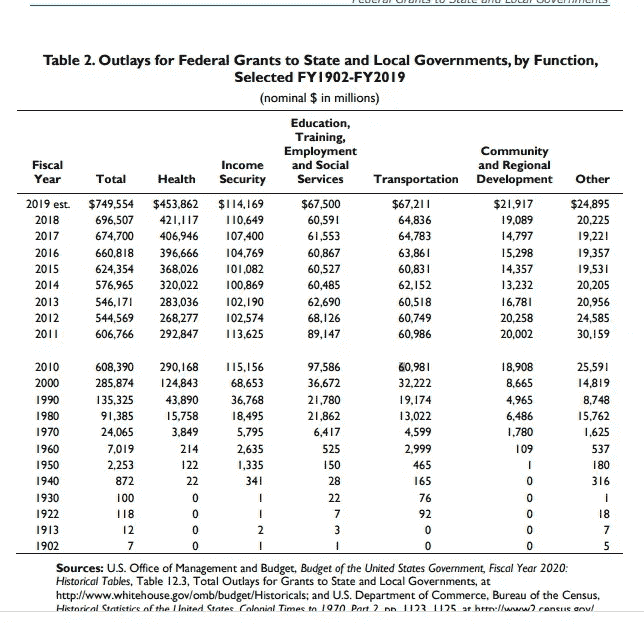 Federal Grants to State and Local Governments
Table 2. Outlays for Federal Grants to State and Local Governments, by Function,
Selected FY1902-FY2019
(nominal $ in millions)
Fiscal Year Total Health Income Security Education, Training, Employment and Social Services Transportation Community and Regional Development Other
2019 est. $749,554 $453,862 $114,169 $67,500 $67,211 $21,917 $24,895
2018 696,507 421,117 110,649 60,591 64,836 19,089 20,225
2017 674,700 406,946 107,400 61,553 64,783 14,797 19,221
2016 660,818 396,666 104,769 60,867 63,861 15,298 19,357
2015 624,354 368,026 101,082 60,527 60,831 14,357 19,531
2014 576,965 320,022 100,869 60,485 62,152 13,232 20,205
2013 546,171 283,036 102,190 62,690 60,518 16,781 20,956
2012 544,569 268,277 102,574 68,126 60,749 20,258 24,585
2011 606,766 292,847 113,625 89,147 60,986 20,002 30,159
2010 608,390 290,168 115,156 97,586 60,981 18,908 25,591
2000 285,874 124,843 68,653 36,672 32,222 8,665 14,819
1990 135,325 43,890 36,768 21,780 19,174 4,965 8,748
1980 91,385 15,758 18,495 21,862 13,022 6,486 15,762
1970 24,065 3,849 5,795 6,417 4,599 1,780 1,625
1960 7,019 214 2,635 525 2,999 109 537
1950 2,253 122 1,335 150 465 1 180
1940 872 22 341 28 165 0 316
1930 100 0 1 22 76 0 1
1922 118 0 1 7 92 0 18
1913 12 0 2 3 0 0 7
1902 7 0 1 1 0 0 5
Sources: U.S. Office of Management and Budget, Budget of the United States Government, Fiscal Year 2020:
Historical Tables, Table 12.3, Total Outlays for Grants to State and Local Governments, at
http://www.whitehouse.gov/omb/budget/Historicals; and U.S. Department of Commerce, Bureau of the Census,
Historical Statistics of the United States, Colonial Times to 1970, Part 2, pp. 1123, 1125, at http://www2.census.gov/